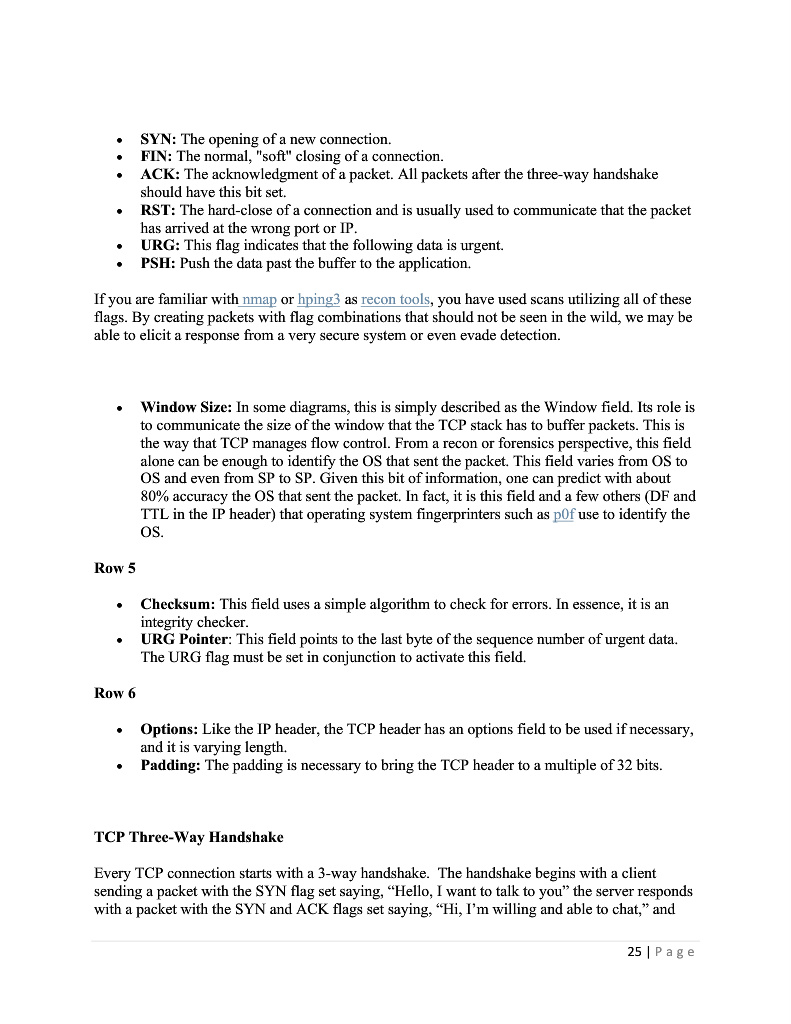 • SYN: The opening of a new connection.
• FIN: The normal, "soft" closing of a connection.
• ACK: The acknowledgment of a packet. All packets after the three-way handshake
should have this bit set.
• RST: The hard-close of a connection and is usually used to communicate that the packet
has arrived at the wrong port or IP.
• URG: This flag indicates that the following data is urgent.
• PSH: Push the data past the buffer to the application.
If you are familiar with nmap or hping3 as recon tools, you have used scans utilizing all of these
flags. By creating packets with flag combinations that should not be seen in the wild, we may be
able to elicit a response from a very secure system or even evade detection.
• Window Size: In some diagrams, this is simply described as the Window field. Its role is
to communicate the size of the window that the TCP stack has to buffer packets. This is
the way that TCP manages flow control. From a recon or forensics perspective, this field
alone can be enough to identify the OS that sent the packet. This field varies from OS to
OS and even from SP to SP. Given this bit of information, one can predict with about
80% accuracy the OS that sent the packet. In fact, it is this field and a few others (DF and
TTL in the IP header) that operating system fingerprinters such as p0f use to identify the
OS.
Row 5
• Checksum: This field uses a simple algorithm to check for errors. In essence, it is an
integrity checker.
• URG Pointer: This field points to the last byte of the sequence number of urgent data.
The URG flag must be set in conjunction to activate this field.
Row 6
• Options: Like the IP header, the TCP header has an options field to be used if necessary,
and it is varying length.
• Padding: The padding is necessary to bring the TCP header to a multiple of 32 bits.
TCP Three-Way Handshake
Every TCP connection starts with a 3-way handshake.  The handshake begins with a client
sending a packet with the SYN flag set saying, “Hello, I want to talk to you” the server responds
with a packet with the SYN and ACK flags set saying, “Hi, I’m willing and able to chat,” and
25 | Page